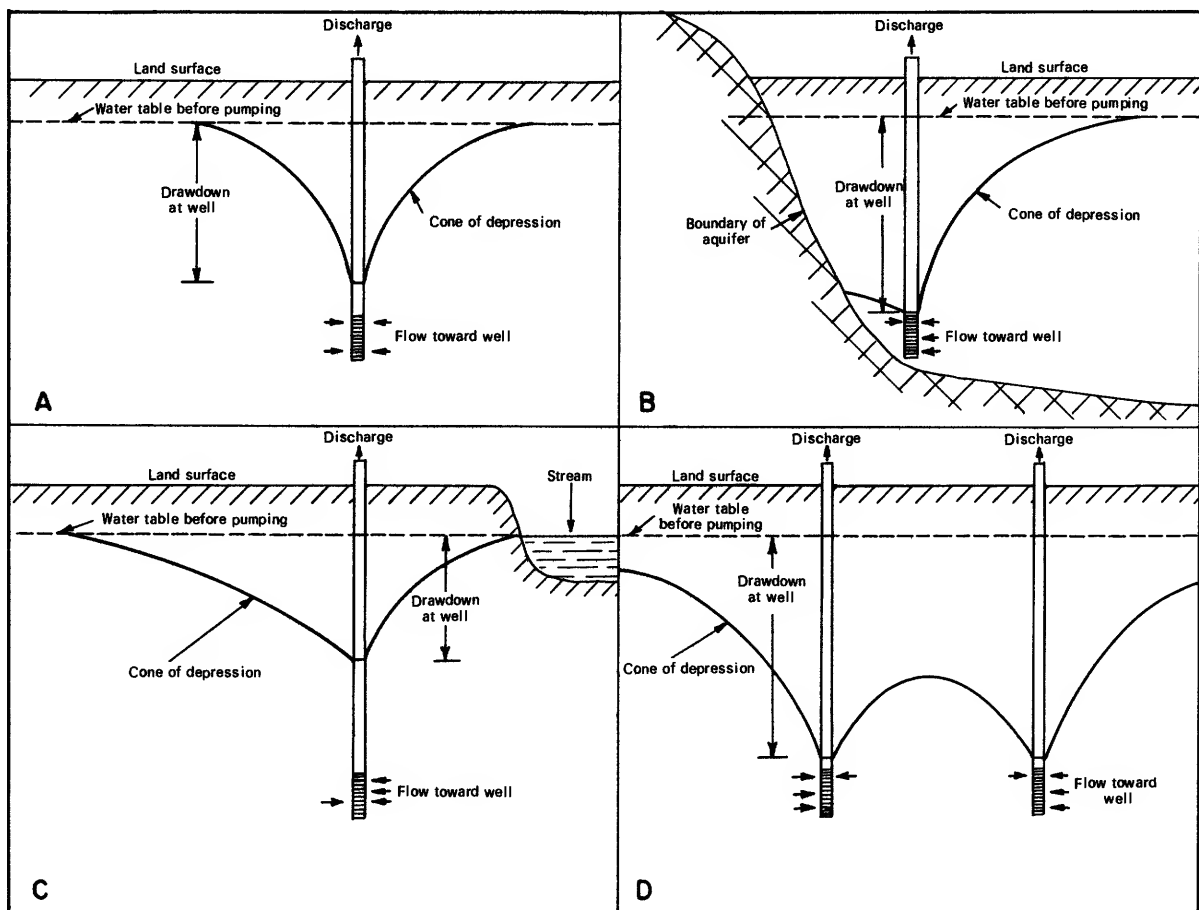 Discharge
Land surface
Water table before pumping
Drawdown
at well
Cone of depression
Flow toward well
A
Discharge
Land surface
Water table before pumping
Drawdown
at well
Cone of depression
Boundary of
aquifer
Flow toward well
B
Discharge
Land surface
Stream
Water table before pumping
Drawdown
at well
Cone of depression
Flow toward well
C
Discharge
Discharge
Land surface
Water table
before pumping
Drawdown
at well
Cone of depression
Flow toward
well
D